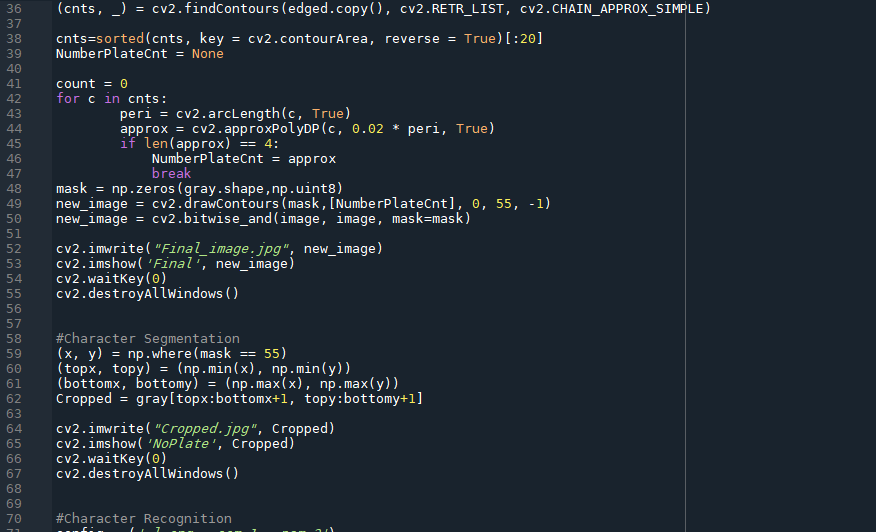 36 (cnts, _) = cv2.findContours(edged.copy(), cv2.RETR_LIST, cv2.CHAIN_APPROX_SIMPLE)
37
38 cnts=sorted(cnts, key = cv2.contourArea, reverse = True)[:20]
39 NumberPlateCnt = None
40
41 count = 0
42 for c in cnts:
43         peri = cv2.arcLength(c, True)
44         approx = cv2.approxPolyDP(c, 0.02 * peri, True)
45         if len(approx) == 4:
46             NumberPlateCnt = approx
47             break
48 mask = np.zeros(gray.shape,np.uint8)
49 new_image = cv2.drawContours(mask,[NumberPlateCnt], 0, 55, -1)
50 new_image = cv2.bitwise_and(image, image, mask=mask)
51
52 cv2.imwrite("Final_image.jpg", new_image)
53 cv2.imshow('Final', new_image)
54 cv2.waitKey(0)
55 cv2.destroyAllWindows()
56
57
58 #Character Segmentation
59 (x, y) = np.where(mask == 55)
60 (topx, topy) = (np.min(x), np.min(y))
61 (bottomx, bottomy) = (np.max(x), np.max(y))
62 Cropped = gray[topx:bottomx+1, topy:bottomy+1]
63
64 cv2.imwrite("Cropped.jpg", Cropped)
65 cv2.imshow('NoPlate', Cropped)
66 cv2.waitKey(0)
67 cv2.destroyAllWindows()
68
69
70 #Character Recognition